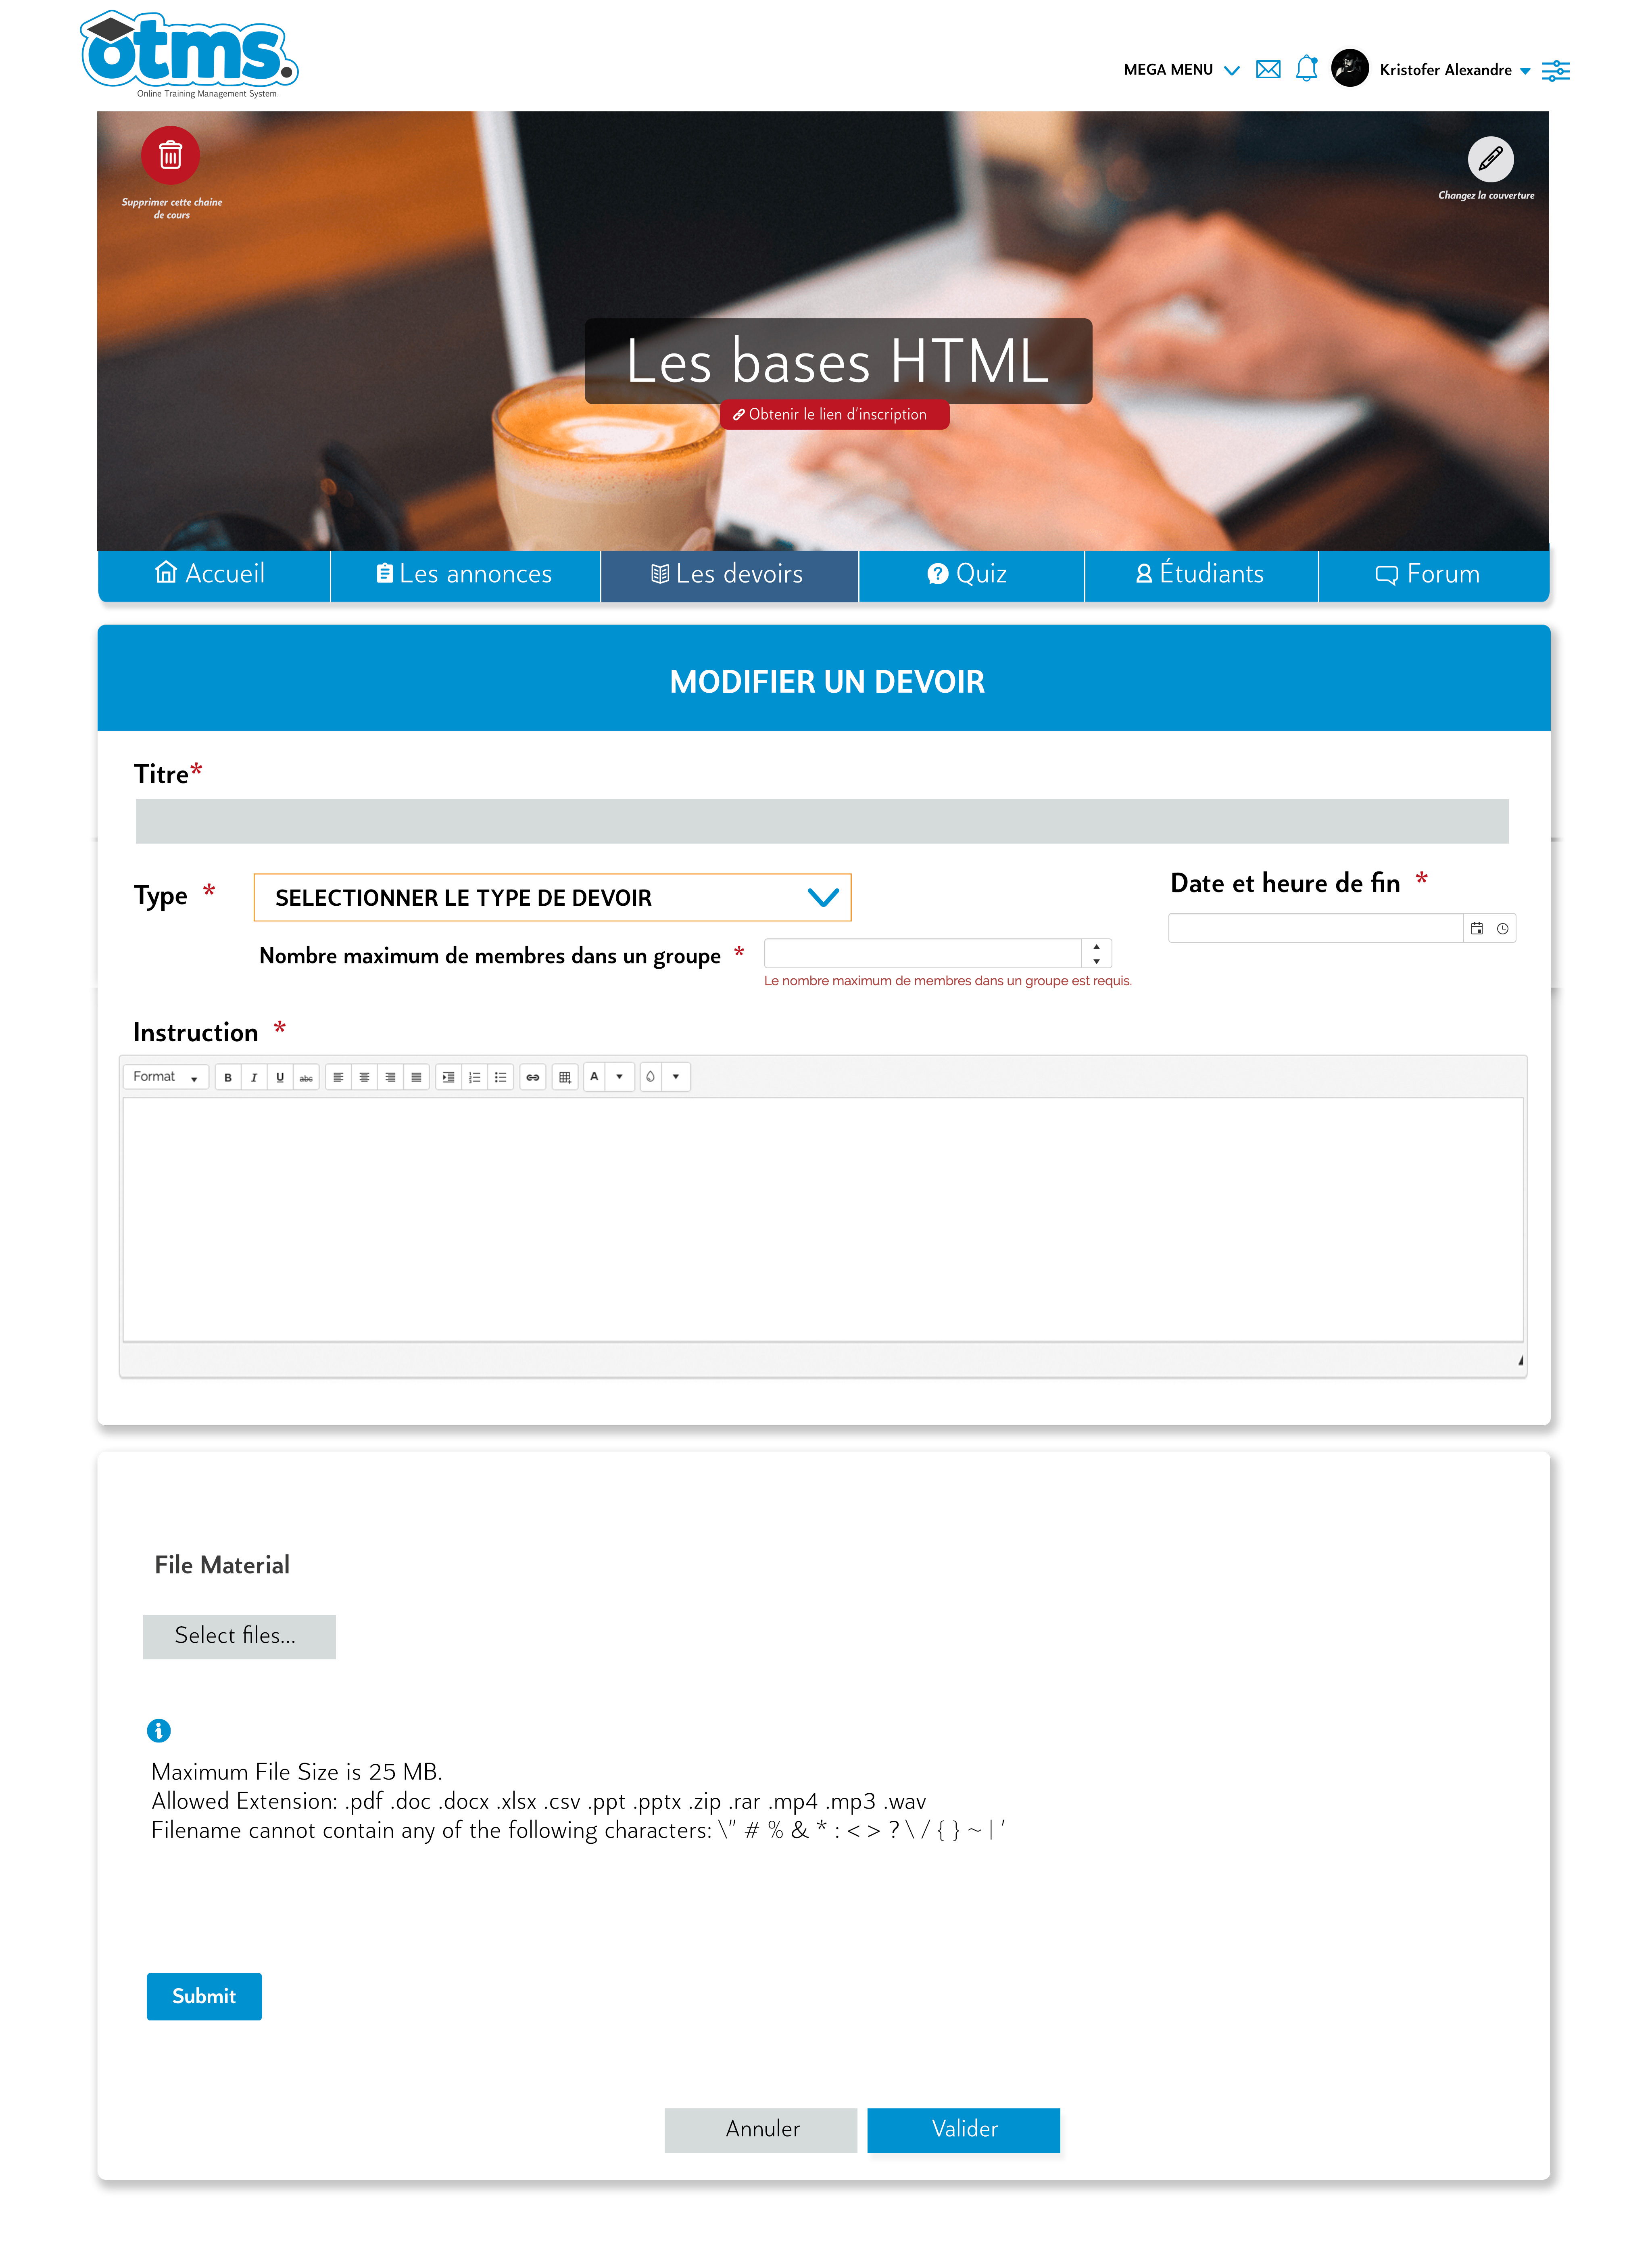 otms.
Online Training Management System
MEGA MENU
Kristofer Alexandre
Supprimer cette chaine
de cours
Changez la couverture
Les bases HTML
Obtenir le lien d'inscription
Accueil
Les annonces
Les devoirs
Quiz
Étudiants
Forum
MODIFIER UN DEVOIR
Titre*
Type *
SELECTIONNER LE TYPE DE DEVOIR
Date et heure de fin *
Nombre maximum de membres dans un groupe *
Le nombre maximum de membres dans un groupe est requis.
Instruction *
Format B I U abc A
File Material
Select files...
Maximum File Size is 25 MB.
Allowed Extension: .pdf .doc .docx .xlsx .csv .ppt .pptx .zip .rar .mp4 .mp3 .wav
Filename cannot contain any of the following characters: \" # % & * : < > ? \ / { } ~ | '
Submit
Annuler
Valider